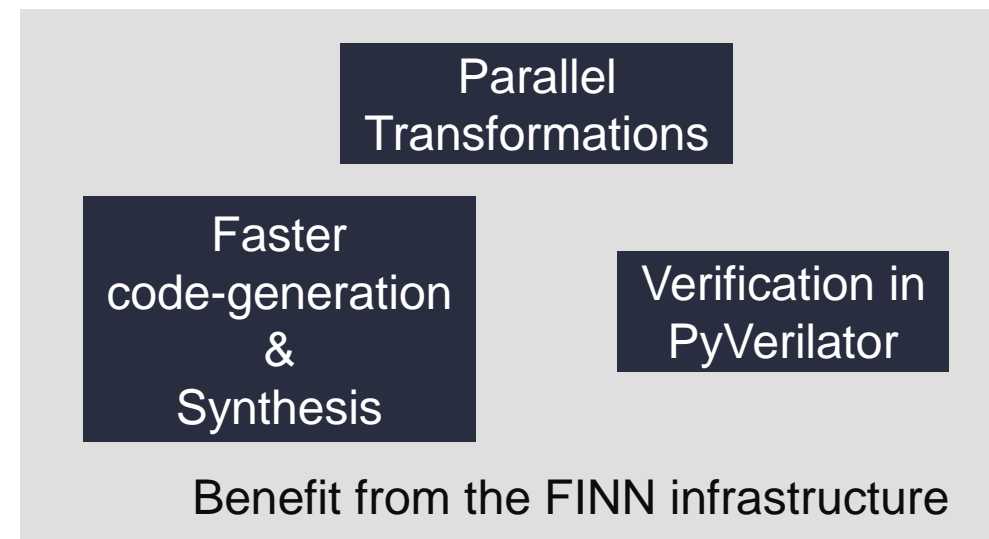 Parallel
Transformations
Faster
code-generation
&
Synthesis
Verification in
PyVerilator
Benefit from the FINN infrastructure